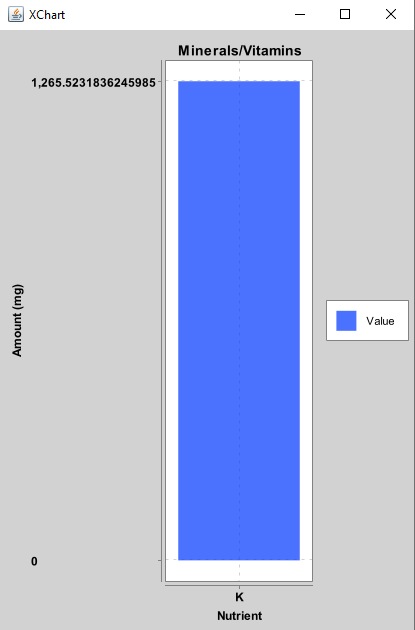 XChart
Minerals/Vitamins
1,265.5231836245985
Amount (mg)
Value
0
K
Nutrient